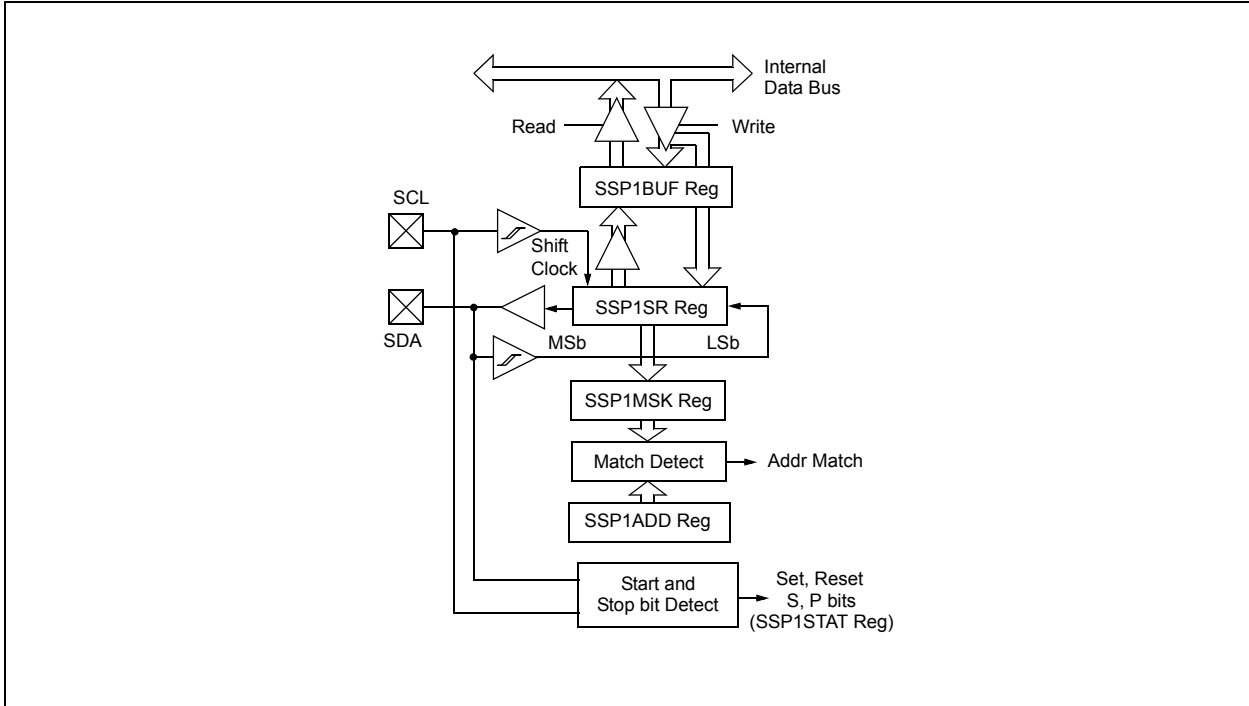 Internal
Data Bus
Read
Write
SSP1BUF Reg
SCL
Shift
Clock
SSP1SR Reg
SDA
MSb
LSb
SSP1MSK Reg
Match Detect
Addr Match
SSP1ADD Reg
Start and
Stop bit Detect
Set, Reset
S, P bits
(SSP1STAT Reg)